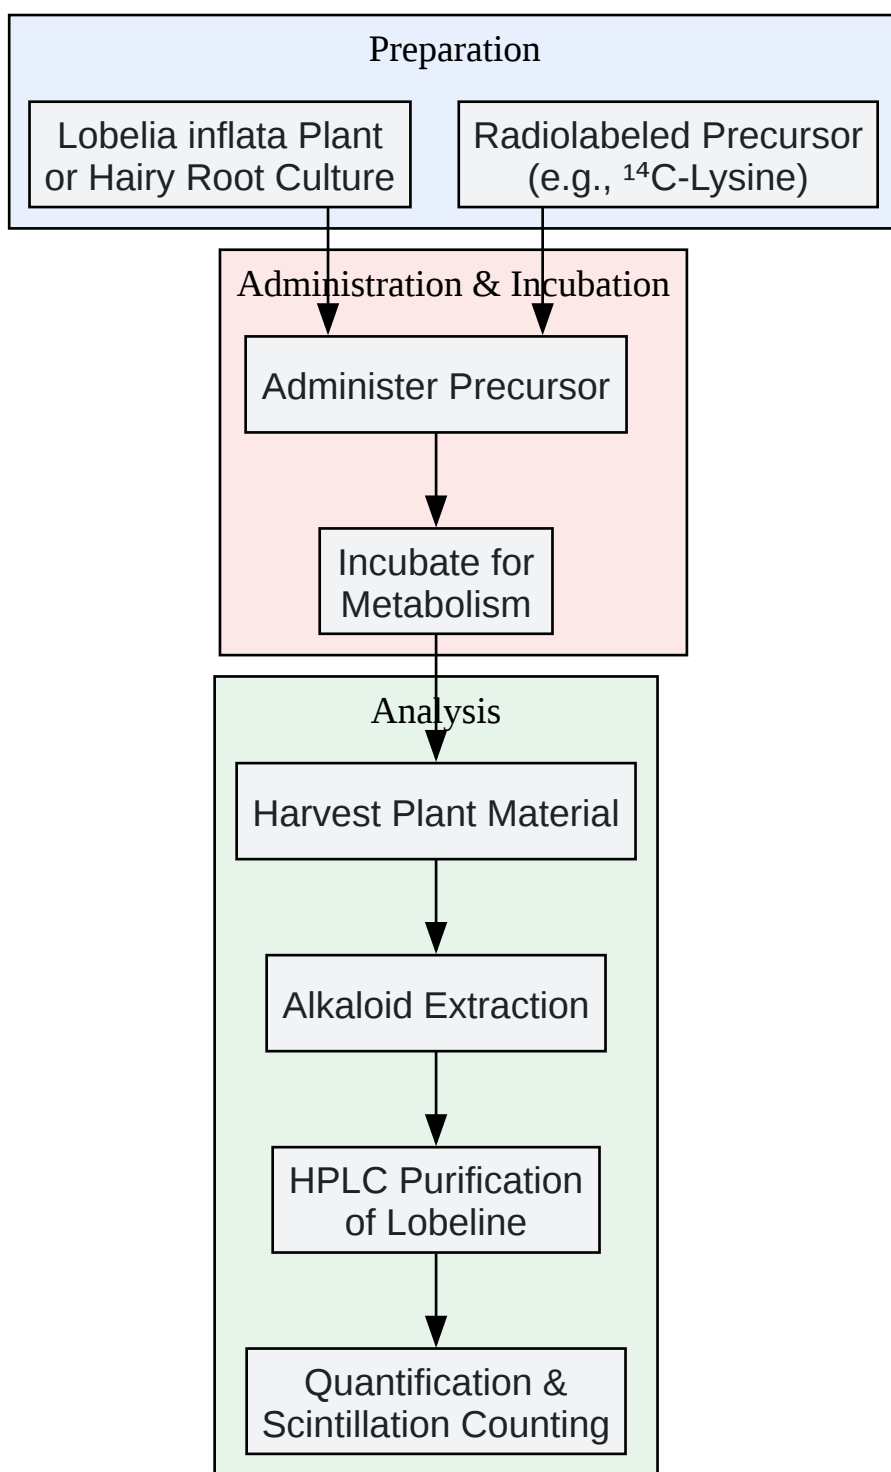 Preparation
Lobelia inflata Plant
or Hairy Root Culture
Radiolabeled Precursor
(e.g., ¹⁴C-Lysine)
Administration & Incubation
Administer Precursor
Incubate for
Metabolism
Analysis
Harvest Plant Material
Alkaloid Extraction
HPLC Purification
of Lobeline
Quantification &
Scintillation Counting